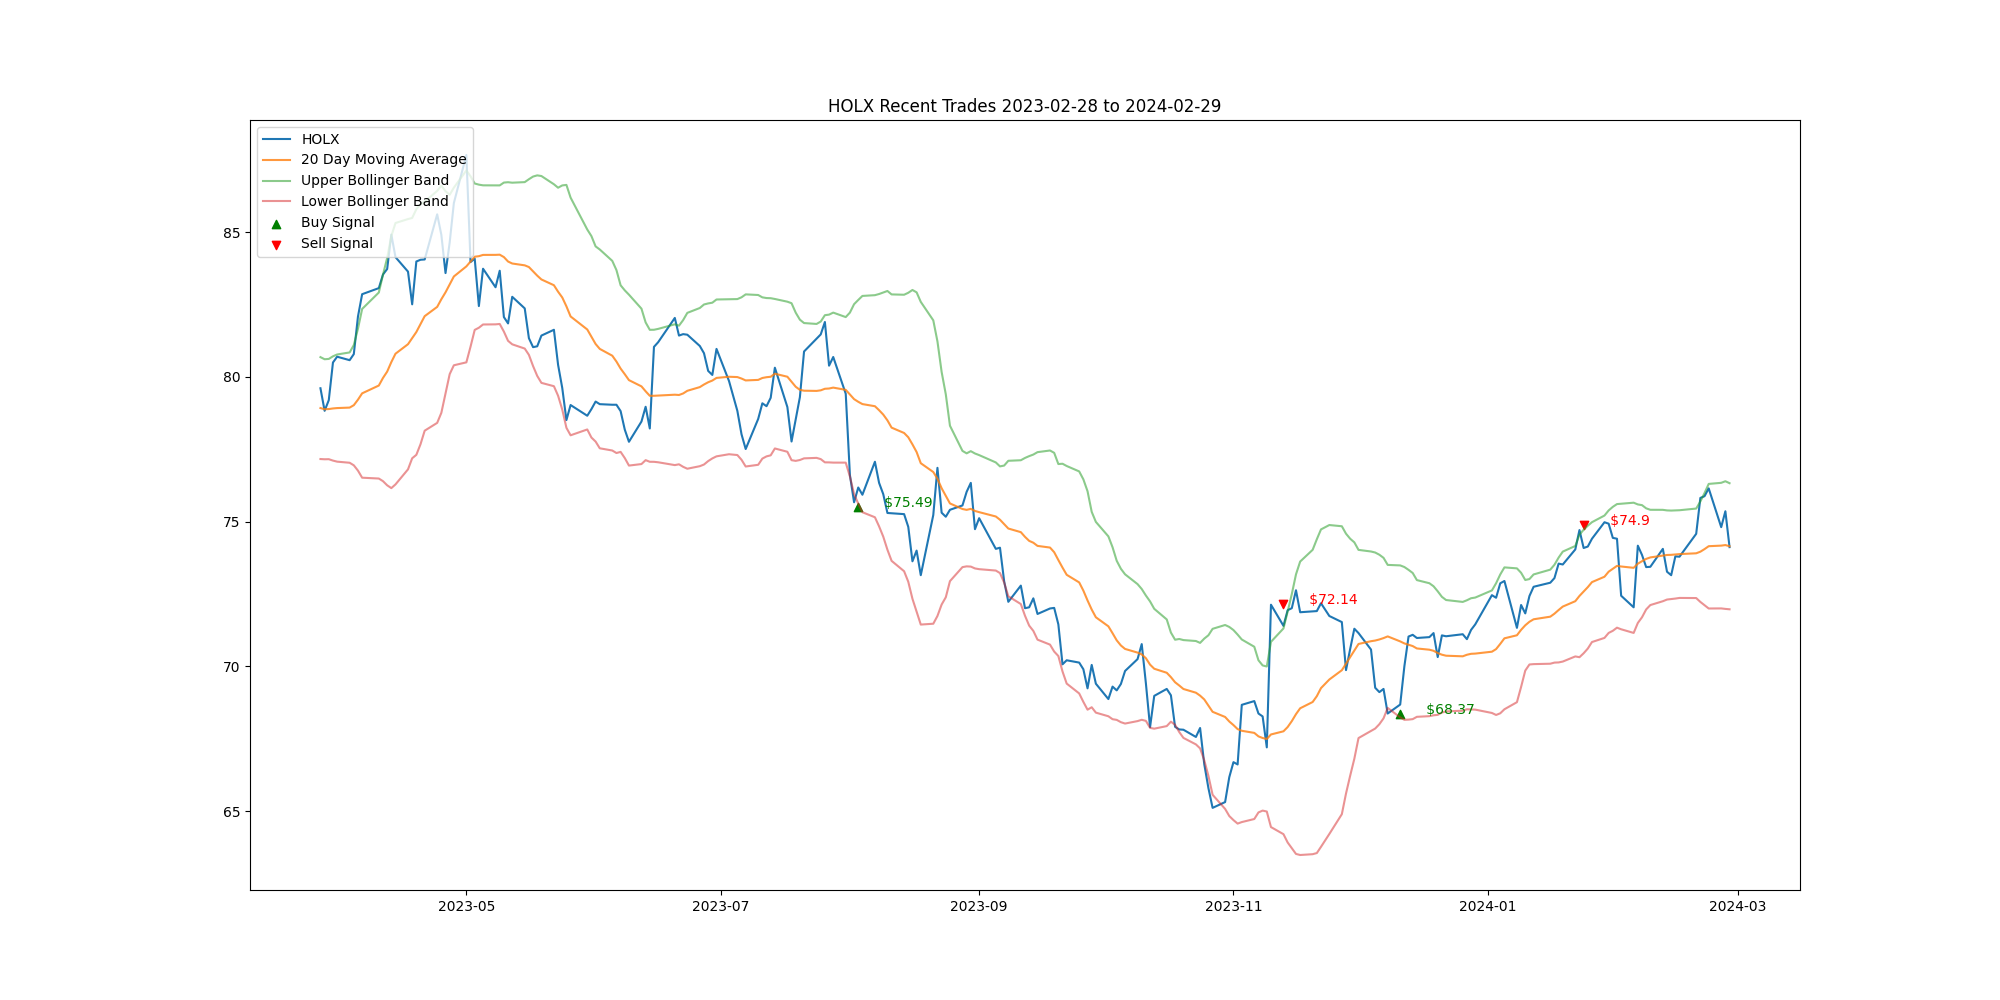 HOLX Recent Trades 2023-02-28 to 2024-02-29
HOLX
20 Day Moving Average
Upper Bollinger Band
Lower Bollinger Band
Buy Signal
Sell Signal
85
80
75
70
65
$75.49
$72.14
$68.37
$74.9
2023-05
2023-07
2023-09
2023-11
2024-01
2024-03